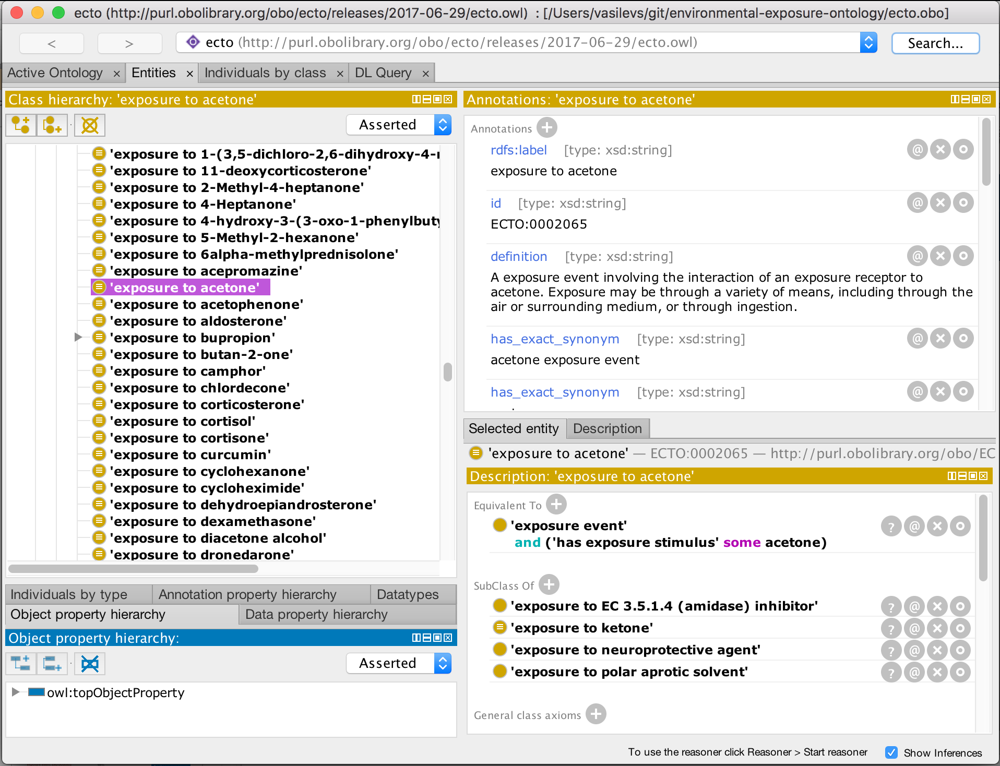 ecto (http://purl.obolibrary.org/obo/ecto/releases/2017-06-29/ecto.owl) : [/Users/vasilevs/git/environmental-exposure-ontology/ecto.obo]
< > ecto (http://purl.obolibrary.org/obo/ecto/releases/2017-06-29/ecto.owl) Search...
Active Ontology × Entities × Individuals by class × DL Query ×
Class hierarchy: 'exposure to acetone'
Asserted
'exposure to 1-(3,5-dichloro-2,6-dihydroxy-4-
'exposure to 11-deoxycorticosterone'
'exposure to 2-Methyl-4-heptanone'
'exposure to 4-Heptanone'
'exposure to 4-hydroxy-3-(3-oxo-1-phenylbuty
'exposure to 5-Methyl-2-hexanone'
'exposure to 6alpha-methylprednisolone'
'exposure to acepromazine'
'exposure to acetone'
'exposure to acetophenone'
'exposure to aldosterone'
'exposure to bupropion'
'exposure to butan-2-one'
'exposure to camphor'
'exposure to chlordecone'
'exposure to corticosterone'
'exposure to cortisol'
'exposure to cortisone'
'exposure to curcumin'
'exposure to cyclohexanone'
'exposure to cycloheximide'
'exposure to dehydroepiandrosterone'
'exposure to dexamethasone'
'exposure to diacetone alcohol'
'exposure to dronedarone'
Individuals by type Annotation property hierarchy Datatypes
Object property hierarchy Data property hierarchy
Object property hierarchy:
Asserted
owl:topObjectProperty
Annotations: 'exposure to acetone'
Annotations
rdfs:label [type: xsd:string]
exposure to acetone
id [type: xsd:string]
ECTO:0002065
definition [type: xsd:string]
A exposure event involving the interaction of an exposure receptor to
acetone. Exposure may be through a variety of means, including through the
air or surrounding medium, or through ingestion.
has_exact_synonym [type: xsd:string]
acetone exposure event
has_exact_synonym [type: xsd:string]
Selected entity Description
'exposure to acetone' — ECTO:0002065 — http://purl.obolibrary.org/obo/EC
Description: 'exposure to acetone'
Equivalent To
'exposure event'
and ('has exposure stimulus' some acetone)
SubClass Of
'exposure to EC 3.5.1.4 (amidase) inhibitor'
'exposure to ketone'
'exposure to neuroprotective agent'
'exposure to polar aprotic solvent'
General class axioms
To use the reasoner click Reasoner > Start reasoner Show Inferences